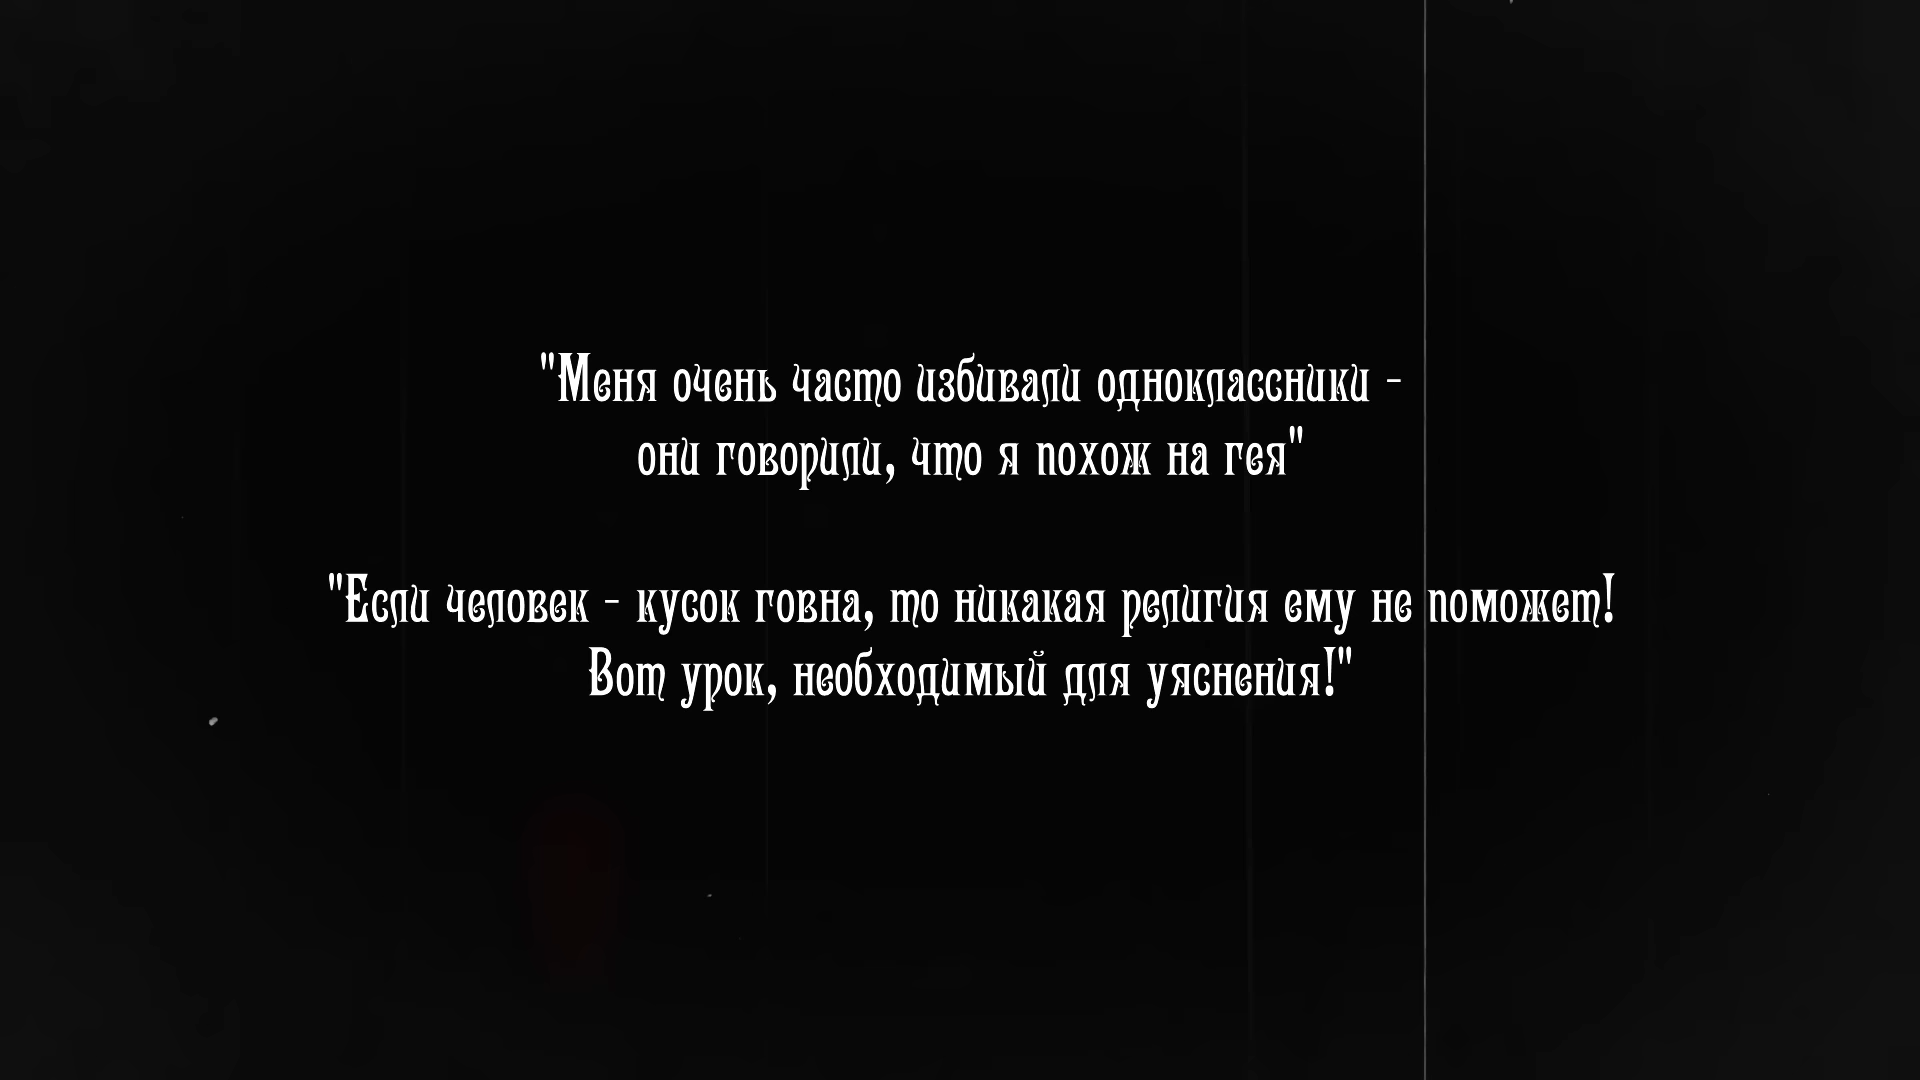 "Меня очень часто избивали одноклассники -
они говорили, что я похож на гея"
"Если человек - кусок говна, то никакая религия ему не поможет!
Вот урок, необходимый для уяснения!"